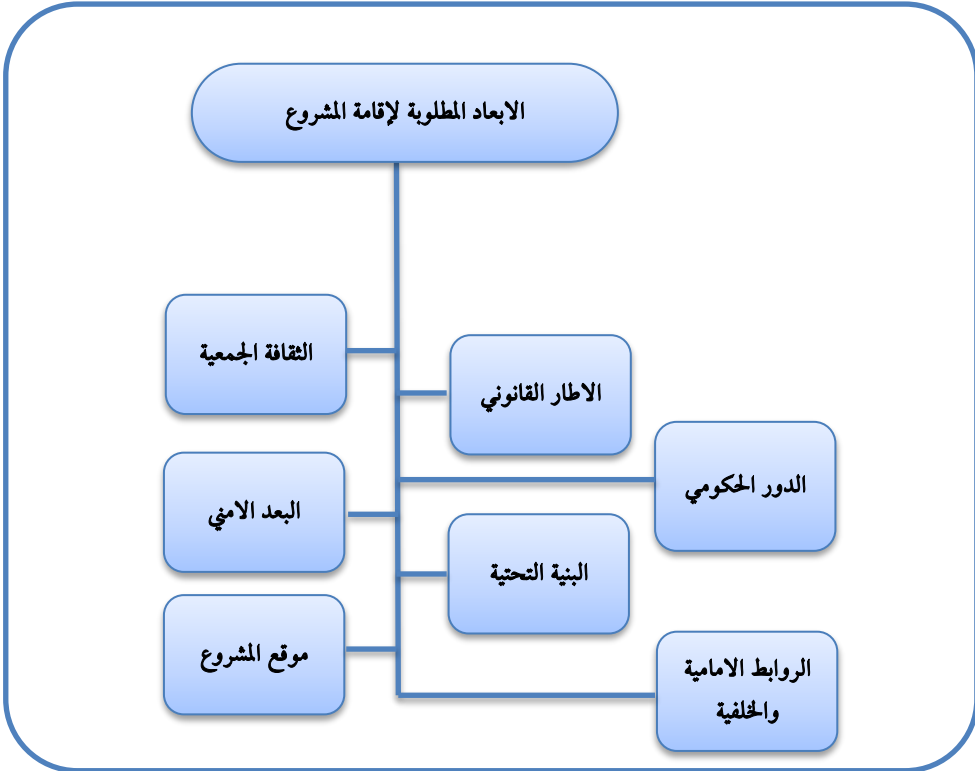 الابعاد المطلوبة لإقامة المشروع
الثقافة الجمعية
الاطار القانوني
الدور الحكومي
البعد الامني
البنية التحتية
موقع المشروع
الروابط الامامية
والخلفية